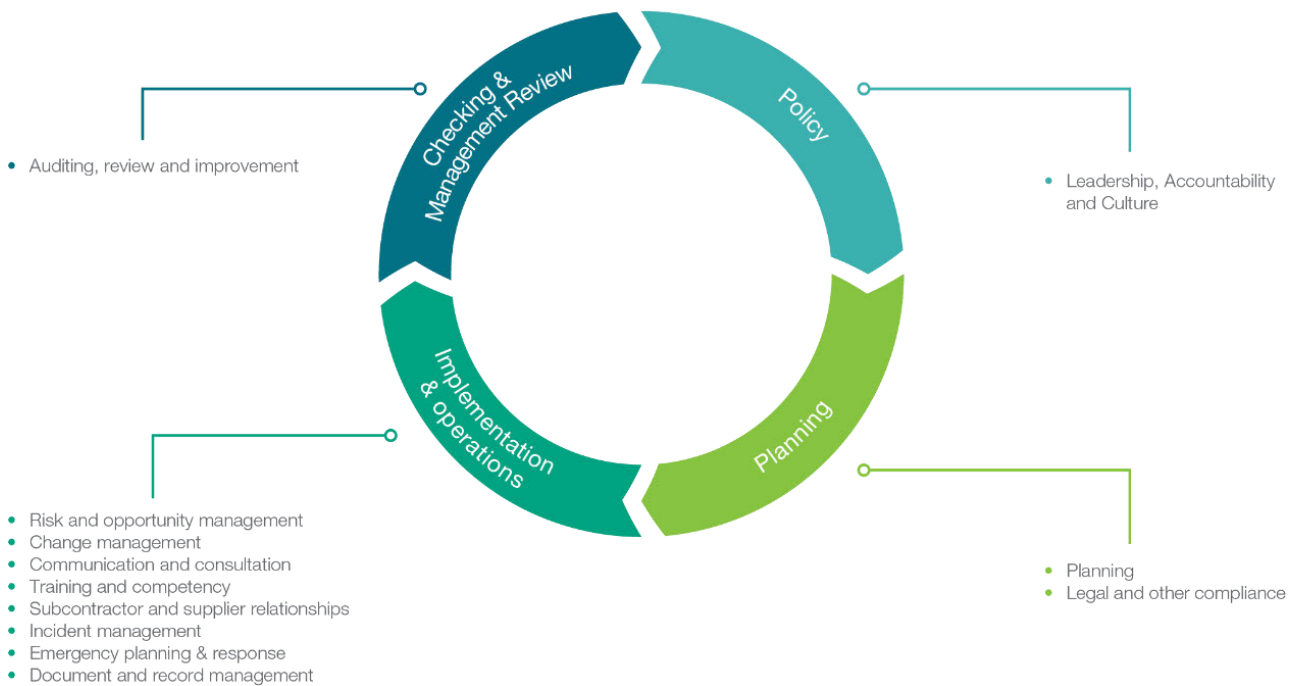 Checking &
Management Review
Policy
• Auditing, review and improvement
• Leadership, Accountability
and Culture
Implementation
& operations
Planning
• Risk and opportunity management
• Change management
• Communication and consultation
• Training and competency
• Subcontractor and supplier relationships
• Incident management
• Emergency planning & response
• Document and record management
• Planning
• Legal and other compliance